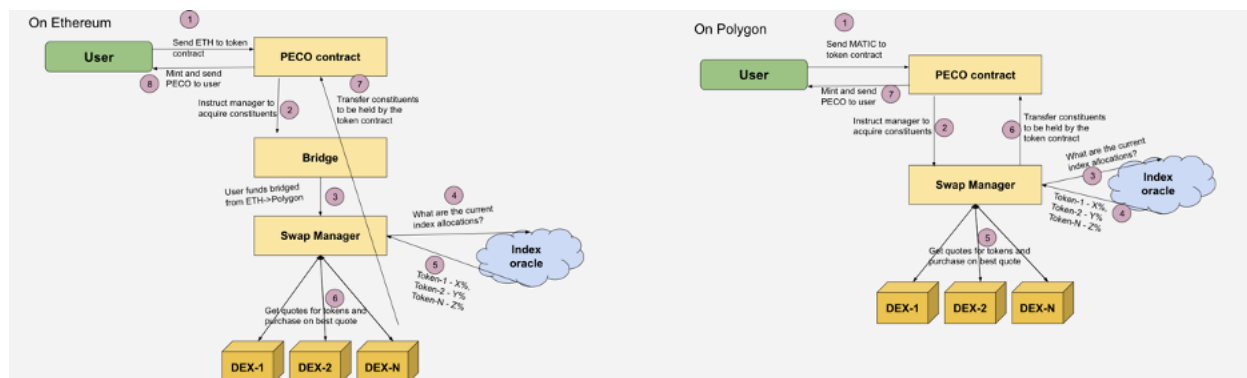 On Ethereum
1
Send ETH to token
contract
User
PECO contract
8
Mint and send
PECO to user
7
Transfer constituents
to be held by the
token contract
Instruct manager to
acquire constituents
2
Bridge
User funds bridged
from ETH->Polygon
3
4
What are the current
index allocations?
Swap Manager
Index
oracle
5
Token-1 - X%,
Token-2 - Y%
Token-N - Z%
6
Get quotes for tokens and
purchase on best quote
DEX-1
DEX-2
DEX-N
On Polygon
1
Send MATIC to
token contract
User
PECO contract
Mint and send
PECO to user
7
Instruct manager to
acquire constituents
2
6
Transfer constituents
to be held by the
token contract
What are the current
index allocations?
3
Swap Manager
Index
oracle
Token-1 - X%,
Token-2 - Y%
Token-N - Z%
4
5
Get quotes for tokens and
purchase on best quote
DEX-1
DEX-2
DEX-N